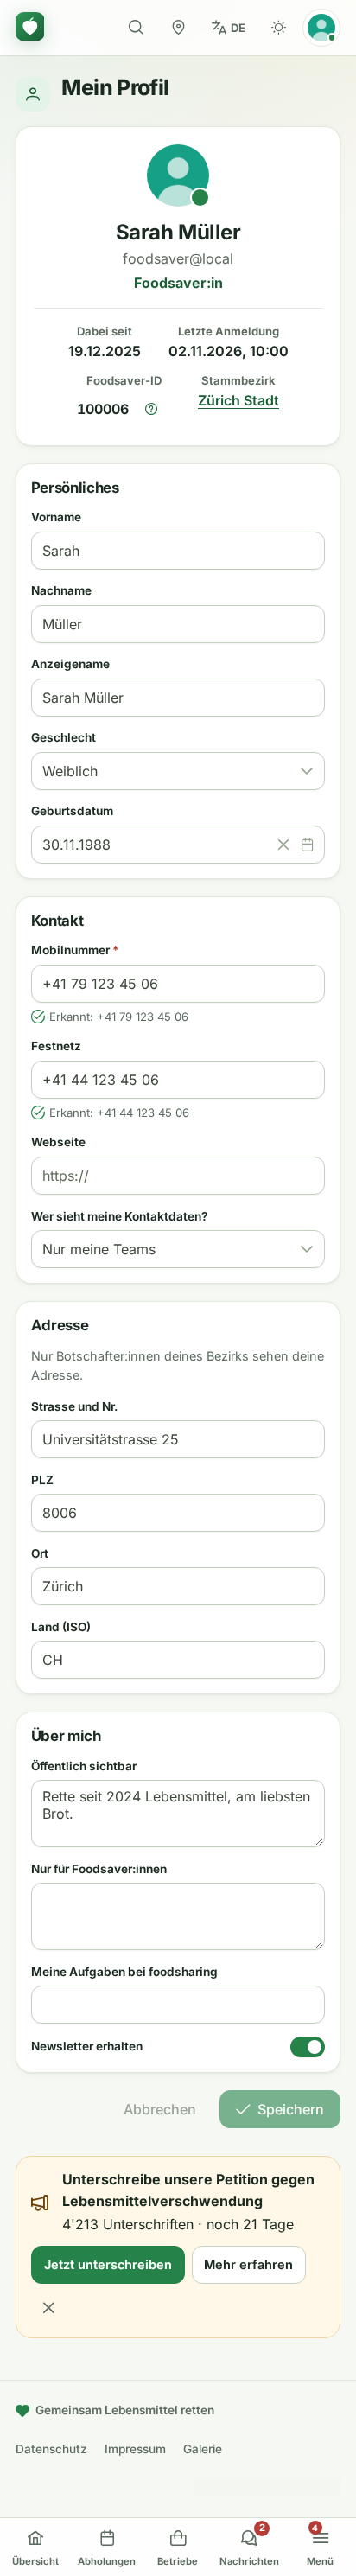 DE
Mein Profil
Sarah Müller
foodsaver@local
Foodsaver:in
Dabei seit
19.12.2025
Letzte Anmeldung
02.11.2026, 10:00
Foodsaver-ID
100006
Stammbezirk
Zürich Stadt
Persönliches
Vorname
Sarah
Nachname
Müller
Anzeigename
Sarah Müller
Geschlecht
Weiblich
Geburtsdatum
30.11.1988
Kontakt
Mobilnummer *
+41 79 123 45 06
Erkannt: +41 79 123 45 06
Festnetz
+41 44 123 45 06
Erkannt: +41 44 123 45 06
Webseite
https://
Wer sieht meine Kontaktdaten?
Nur meine Teams
Adresse
Nur Botschafter:innen deines Bezirks sehen deine
Adresse.
Strasse und Nr.
Universitätstrasse 25
PLZ
8006
Ort
Zürich
Land (ISO)
CH
Über mich
Öffentlich sichtbar
Rette seit 2024 Lebensmittel, am liebsten
Brot.
Nur für Foodsaver:innen
Meine Aufgaben bei foodsharing
Newsletter erhalten
Abbrechen
Speichern
Unterschreibe unsere Petition gegen
Lebensmittelverschwendung
4'213 Unterschriften · noch 21 Tage
Jetzt unterschreiben
Mehr erfahren
Gemeinsam Lebensmittel retten
Datenschutz
Impressum
Galerie
Übersicht
Abholungen
Betriebe
2
Nachrichten
4
Menü